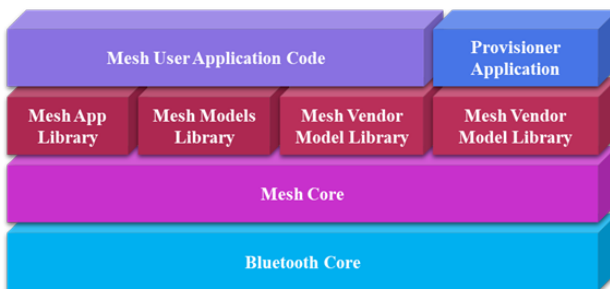 Mesh User Application Code
Provisioner
Application
Mesh App
Library
Mesh Models
Library
Mesh Vendor
Model Library
Mesh Vendor
Model Library
Mesh Core
Bluetooth Core